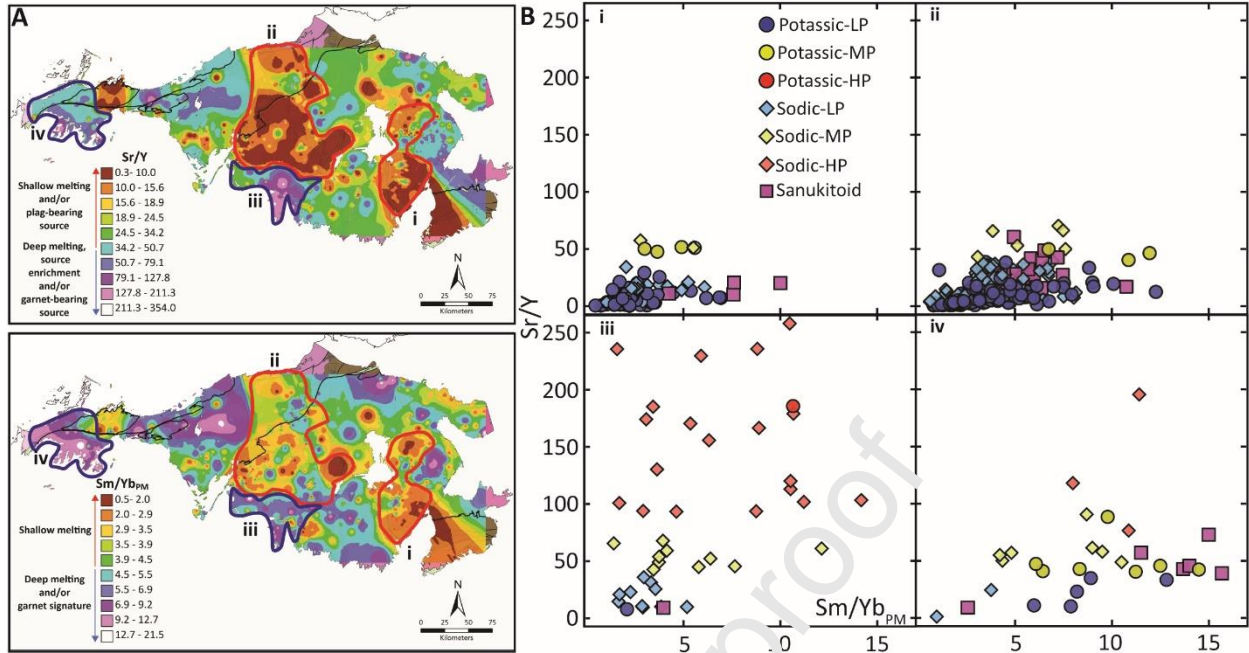 A
ii
iv
iii
i
Sr/Y
Shallow melting
and/or
plag-bearing
source
Deep melting,
source
enrichment
and/or
garnet-bearing
source
0.3- 10.0
10.0 - 15.6
15.6 - 18.9
18.9 - 24.5
24.5 - 34.2
34.2 - 50.7
50.7 - 79.1
79.1 - 127.8
127.8 - 211.3
211.3 - 354.0
N
0 25 50 75
Kilometers
ii
iv
iii
i
Sm/YbPM
Shallow melting
Deep melting
and/or
garnet signature
0.5- 2.0
2.0 - 2.9
2.9 - 3.5
3.5 - 3.9
3.9 - 4.5
4.5 - 5.5
5.5 - 6.9
6.9 - 9.2
9.2 - 12.7
12.7 - 21.5
N
0 25 50 75
Kilometers
B
i
ii
250
200
150
100
50
0
Potassic-LP
Potassic-MP
Potassic-HP
Sodic-LP
Sodic-MP
Sodic-HP
Sanukitoid
Sr/Y
iii
iv
250
200
150
100
50
0
Sm/YbPM
5 10 15
5 10 15
proof